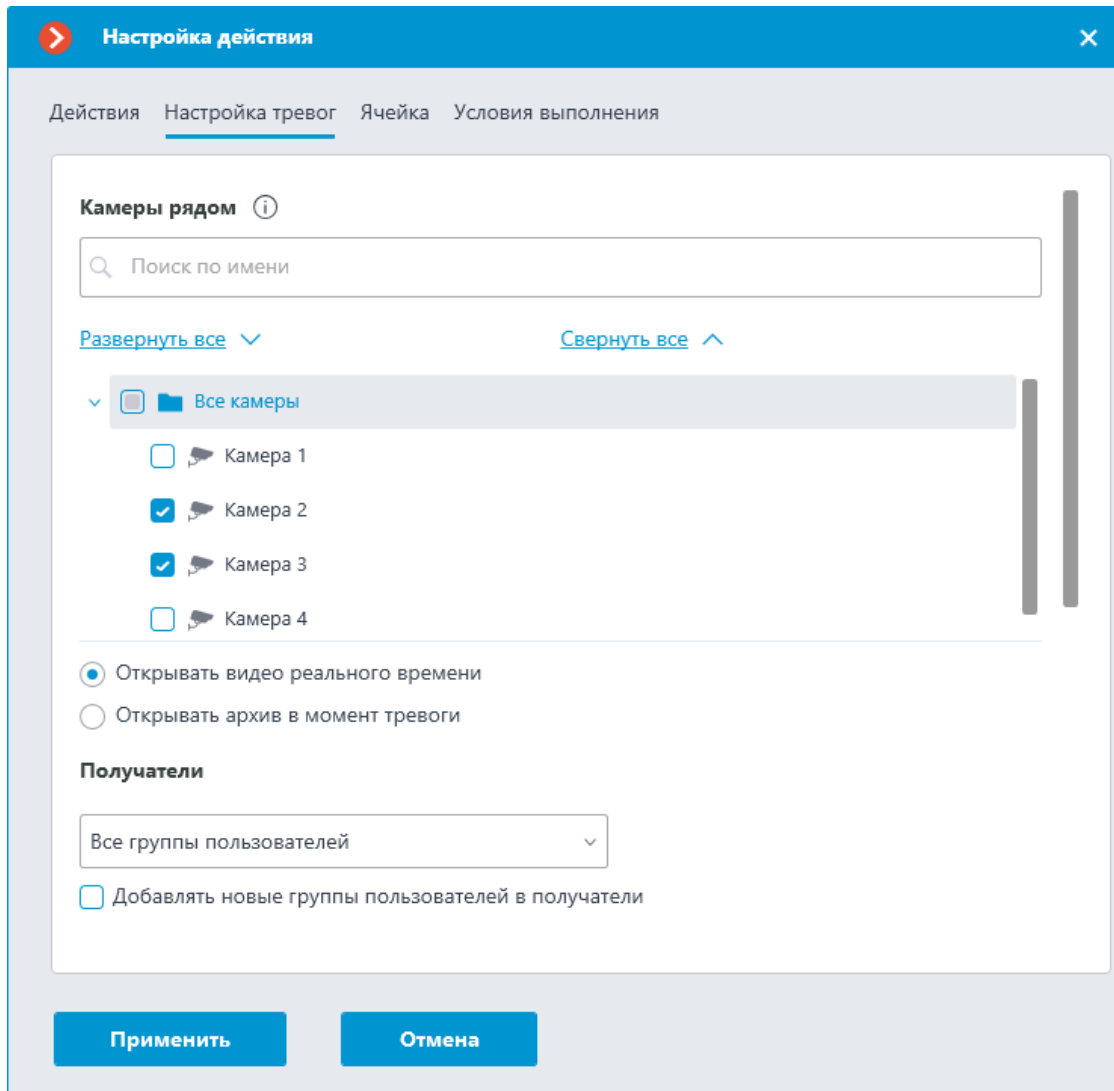 Настройка действия
Действия Настройка тревог Ячейка Условия выполнения
Камеры рядом
Поиск по имени
Развернуть все Свернуть все
Все камеры
Камера 1
Камера 2
Камера 3
Камера 4
Открывать видео реального времени
Открывать архив в момент тревоги
Получатели
Все группы пользователей
Добавлять новые группы пользователей в получатели
Применить Отмена